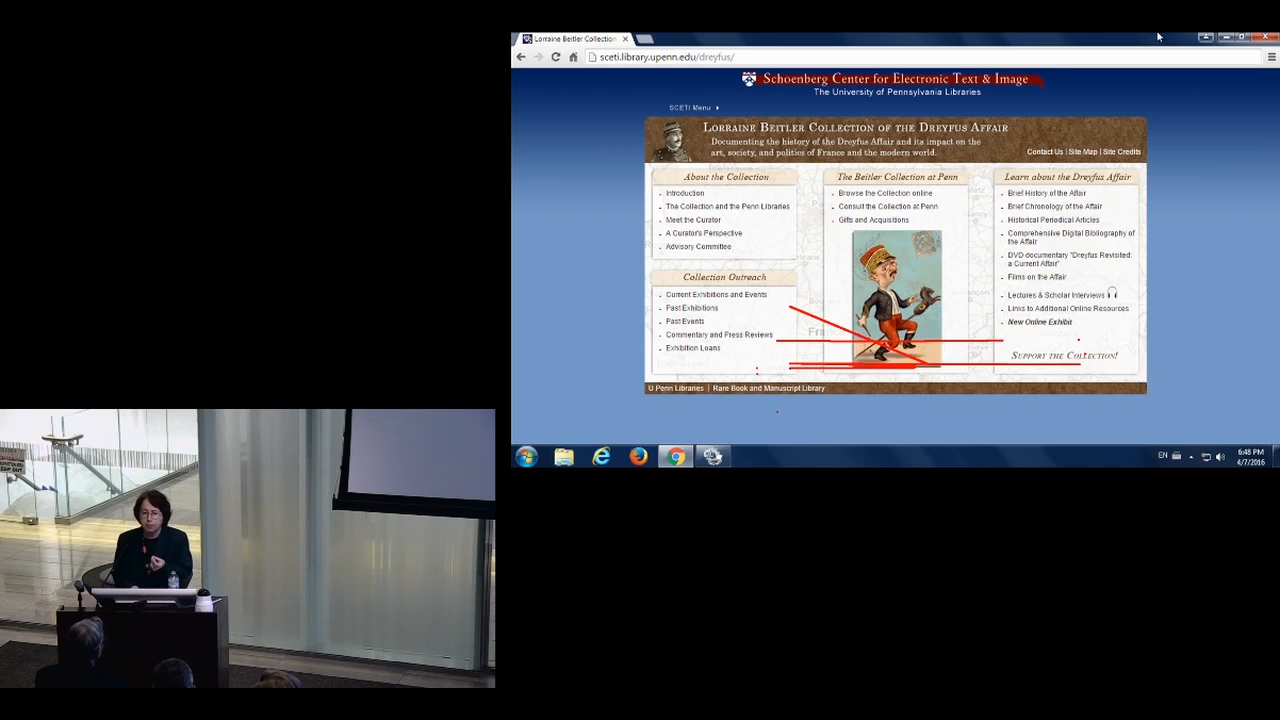 Lorraine Beitler Collection
sceti.library.upenn.edu/dreyfus/
Schoenberg Center for Electronic Text & Image
The University of Pennsylvania Libraries
SCETI Menu
LORRAINE BEITLER COLLECTION OF THE DREYFUS AFFAIR
Documenting the history of the Dreyfus Affair and its impact on the
art, society, and politics of France and the modern world.
Contact Us | Site Map | Site Credits
About the Collection
Introduction
The Collection and the Penn Libraries
Meet the Curator
A Curator's Perspective
Advisory Committee
Collection Outreach
Current Exhibitions and Events
Past Exhibitions
Past Events
Commentary and Press Reviews
Exhibition Loans
The Beitler Collection at Penn
Browse the Collection online
Consult the Collection at Penn
Gifts and Acquisitions
Learn about the Dreyfus Affair
Brief History of the Affair
Brief Chronology of the Affair
Historical Periodical Articles
Comprehensive Digital Bibliography of
the Affair
DVD documentary "Dreyfus Revisited:
a Current Affair"
Films on the Affair
Lectures & Scholar Interviews
Links to Additional Online Resources
New Online Exhibit
SUPPORT THE COLLECTION!
U Penn Libraries | Rare Book and Manuscript Library
EN
6:48 PM
4/7/2016